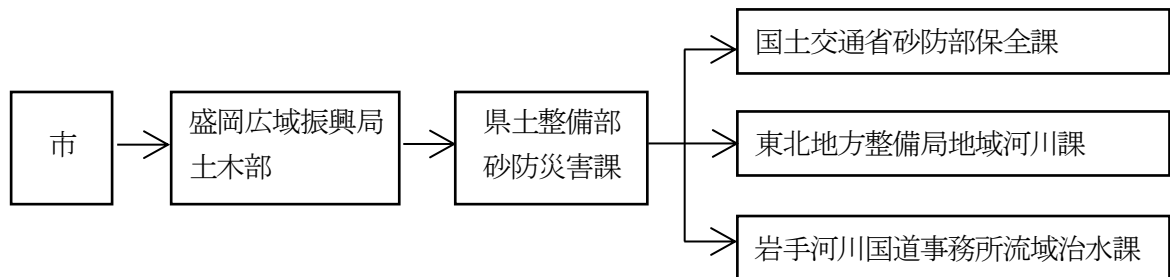 市
盛岡広域振興局
土木部
県土整備部
砂防災害課
国土交通省砂防部保全課
東北地方整備局地域河川課
岩手河川国道事務所流域治水課